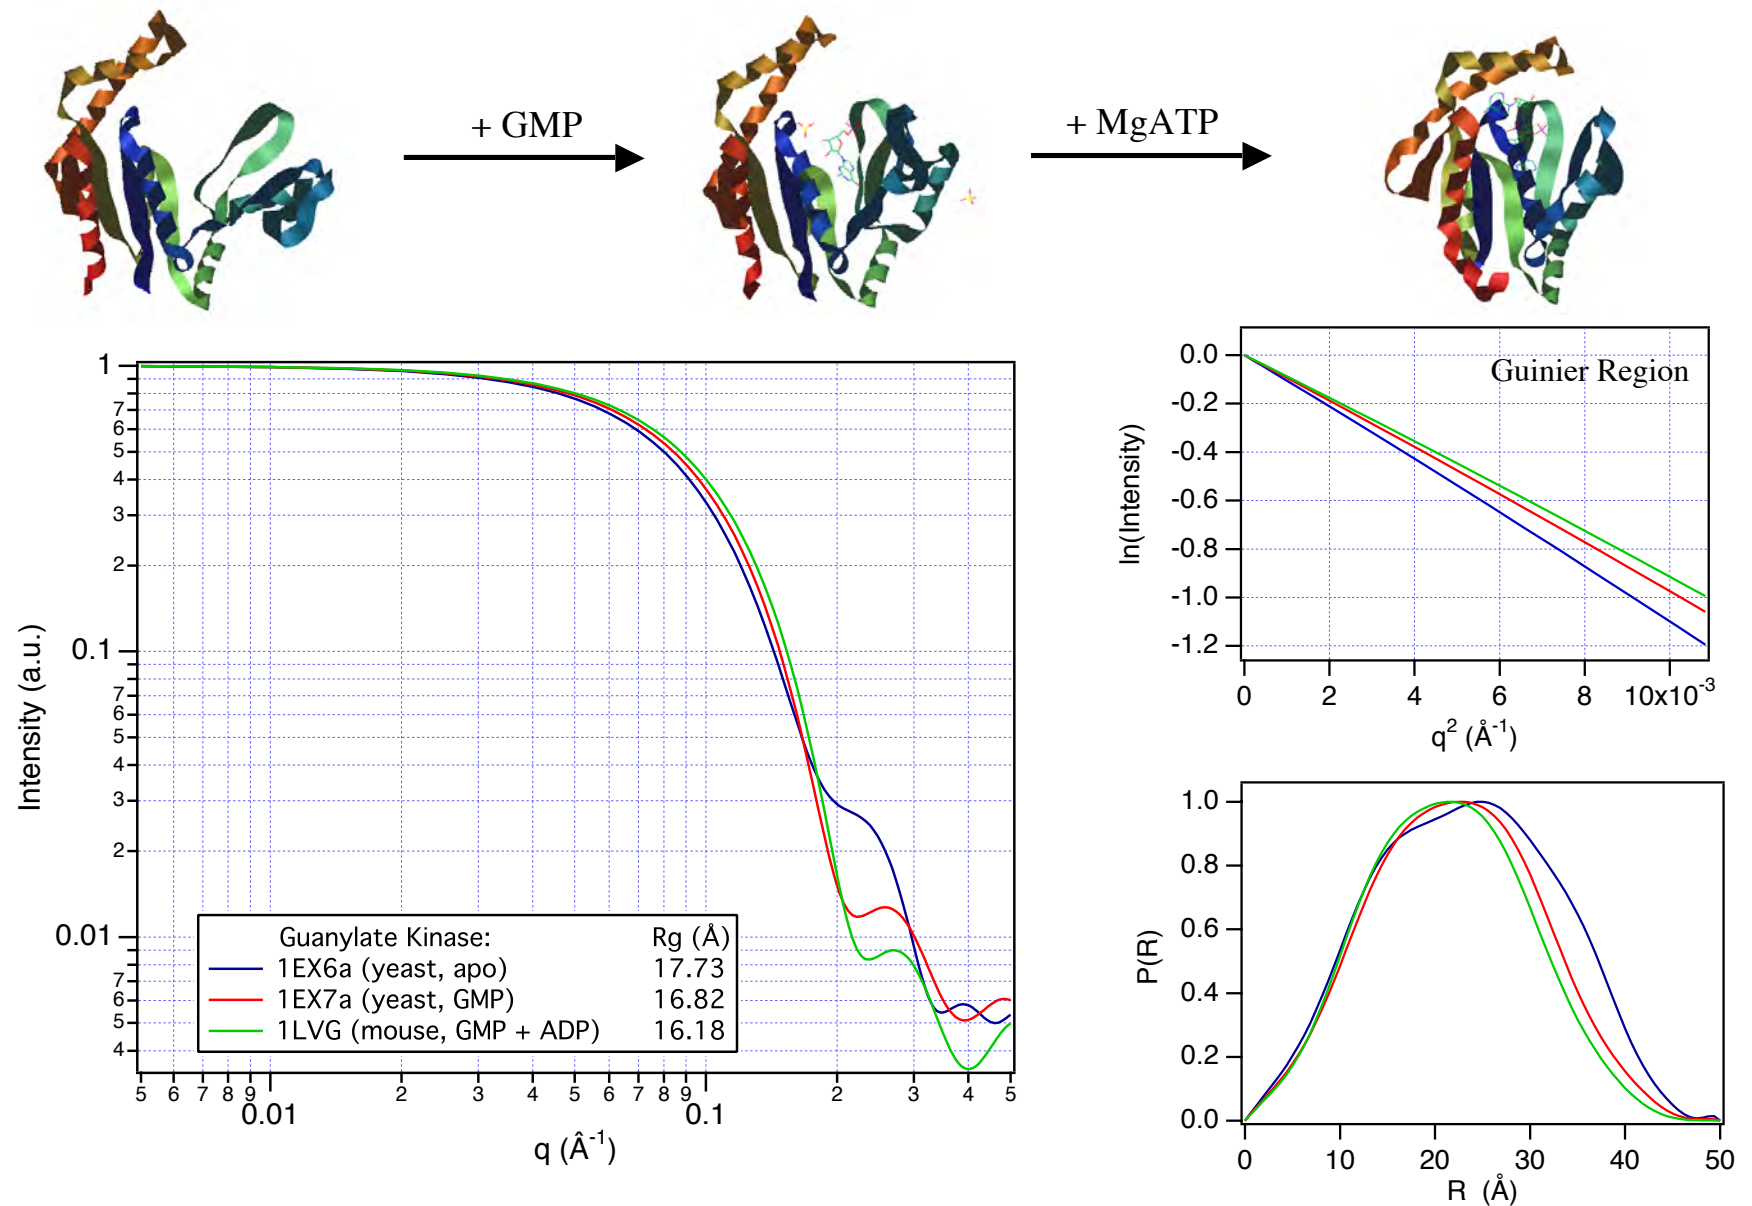 + GMP
+ MgATP
1
7
6
5
4
3
2
0.1
7
6
5
4
3
2
0.01
7
6
5
4
Intensity (a.u.)
5 6 7 8 9 0.01 2 3 4 5 6 7 8 9 0.1 2 3 4 5
q (Å⁻¹)
Guanylate Kinase: Rg (Å)
1EX6a (yeast, apo) 17.73
1EX7a (yeast, GMP) 16.82
1LVG (mouse, GMP + ADP) 16.18
Guinier Region
0.0
-0.2
-0.4
-0.6
-0.8
-1.0
-1.2
ln(Intensity)
0 2 4 6 8 10x10⁻³
q² (Å⁻¹)
1.0
0.8
0.6
0.4
0.2
0.0
P(R)
0 10 20 30 40 50
R (Å)